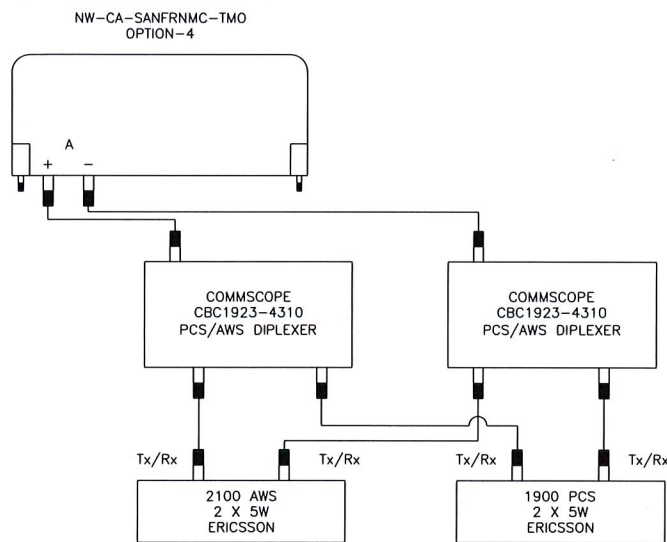 NW-CA-SANFRNMC-TMO
OPTION-4
A
+ -
COMMSCOPE
CBC1923-4310
PCS/AWS DIPLEXER
COMMSCOPE
CBC1923-4310
PCS/AWS DIPLEXER
Tx/Rx
Tx/Rx
Tx/Rx
Tx/Rx
2100 AWS
2 X 5W
ERICSSON
1900 PCS
2 X 5W
ERICSSON